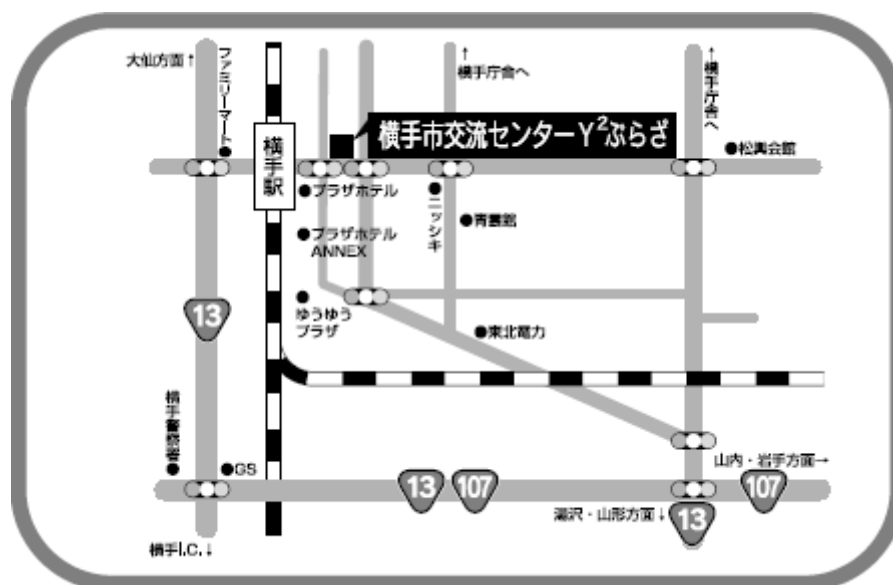 大仙方面↑
ファミリーマート
↑横手庁舎へ
↑横手庁舎へ
横手市交流センターY²ぷらざ
横手駅
●松興会館
●プラザホテル
●ニッシキ
●青雲館
●プラザホテル
ANNEX
13
ゆうゆう
プラザ
●東北電力
横手警察署
●GS
山内・岩手方面→
13
107
107
湯沢・山形方面↓
13
横手I.C.↓